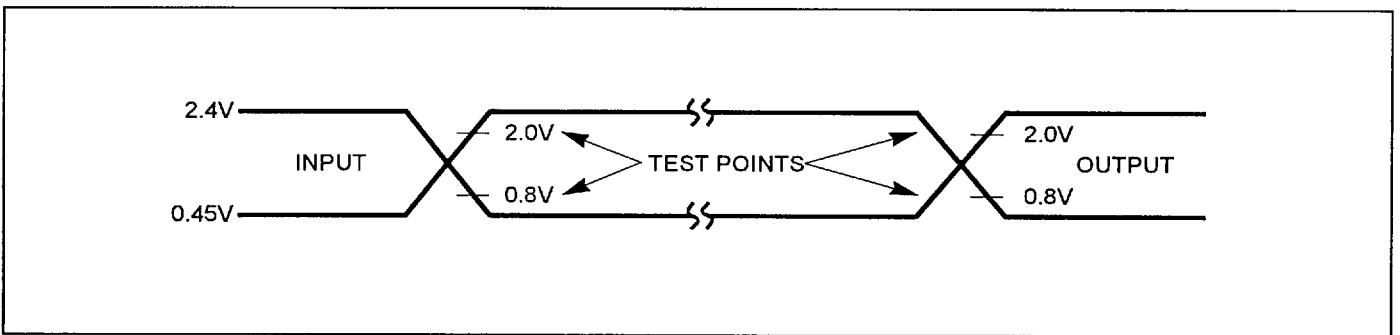 2.4V
2.0V
2.0V
INPUT
TEST POINTS
OUTPUT
0.8V
0.8V
0.45V